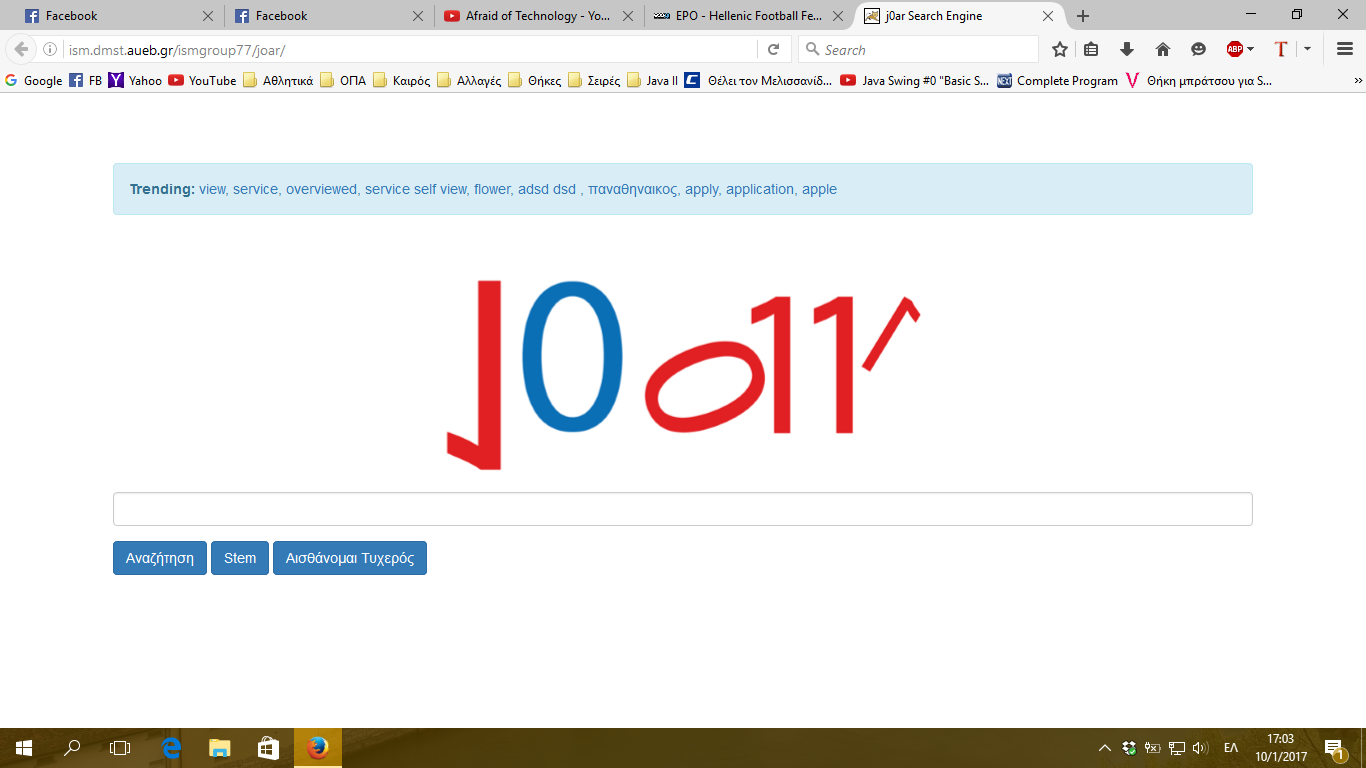 Facebook
Facebook
Afraid of Technology - Yo...
EPO - Hellenic Football Fe...
j0ar Search Engine
ism.dmst.aueb.gr/ismgroup77/joar/
Search
ABP
T
Google
FB
Yahoo
YouTube
Αθλητικά
ΟΠΑ
Καιρός
Αλλαγές
Θήκες
Σειρές
Java II
Θέλει τον Μελισσανίδ...
Java Swing #0 "Basic S...
Complete Program
Θήκη μπράτσου για S...
Trending: view, service, overviewed, service self view, flower, adsd dsd , παναθηναικος, apply, application, apple
j0ar
Αναζήτηση
Stem
Αισθάνομαι Τυχερός
ΕΛ
17:03
10/1/2017
1